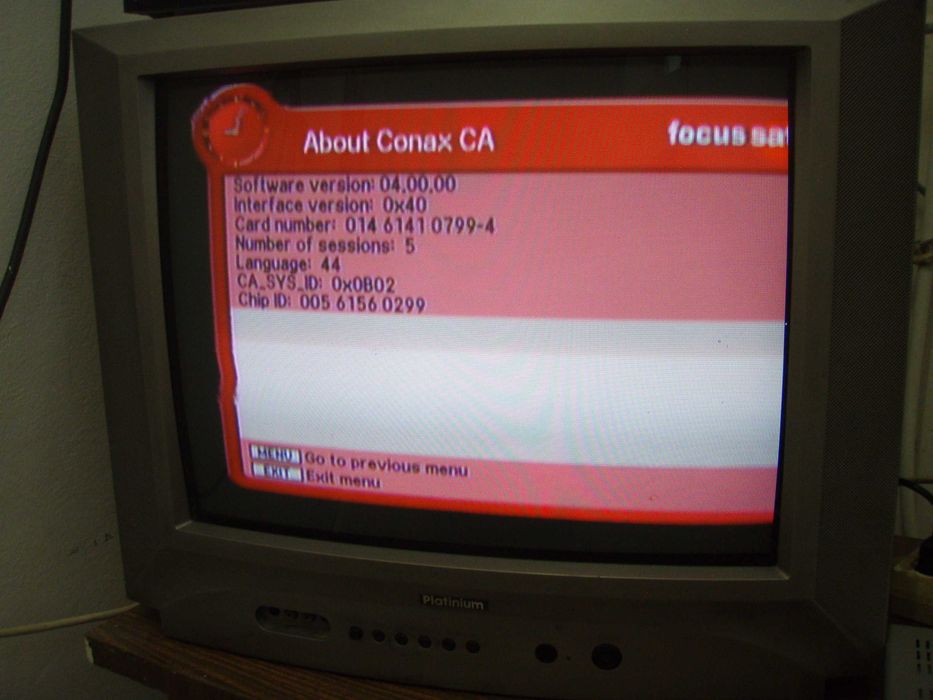 About Conax CA
focus sat
Software version: 04.00.00
Interface version: 0x40
Card number: 014 6141 0799-4
Number of sessions: 5
Language: 44
CA_SYS_ID: 0x0B02
Chip ID: 005 6156 0299
MENU Go to previous menu
EXIT Exit menu
Platinium